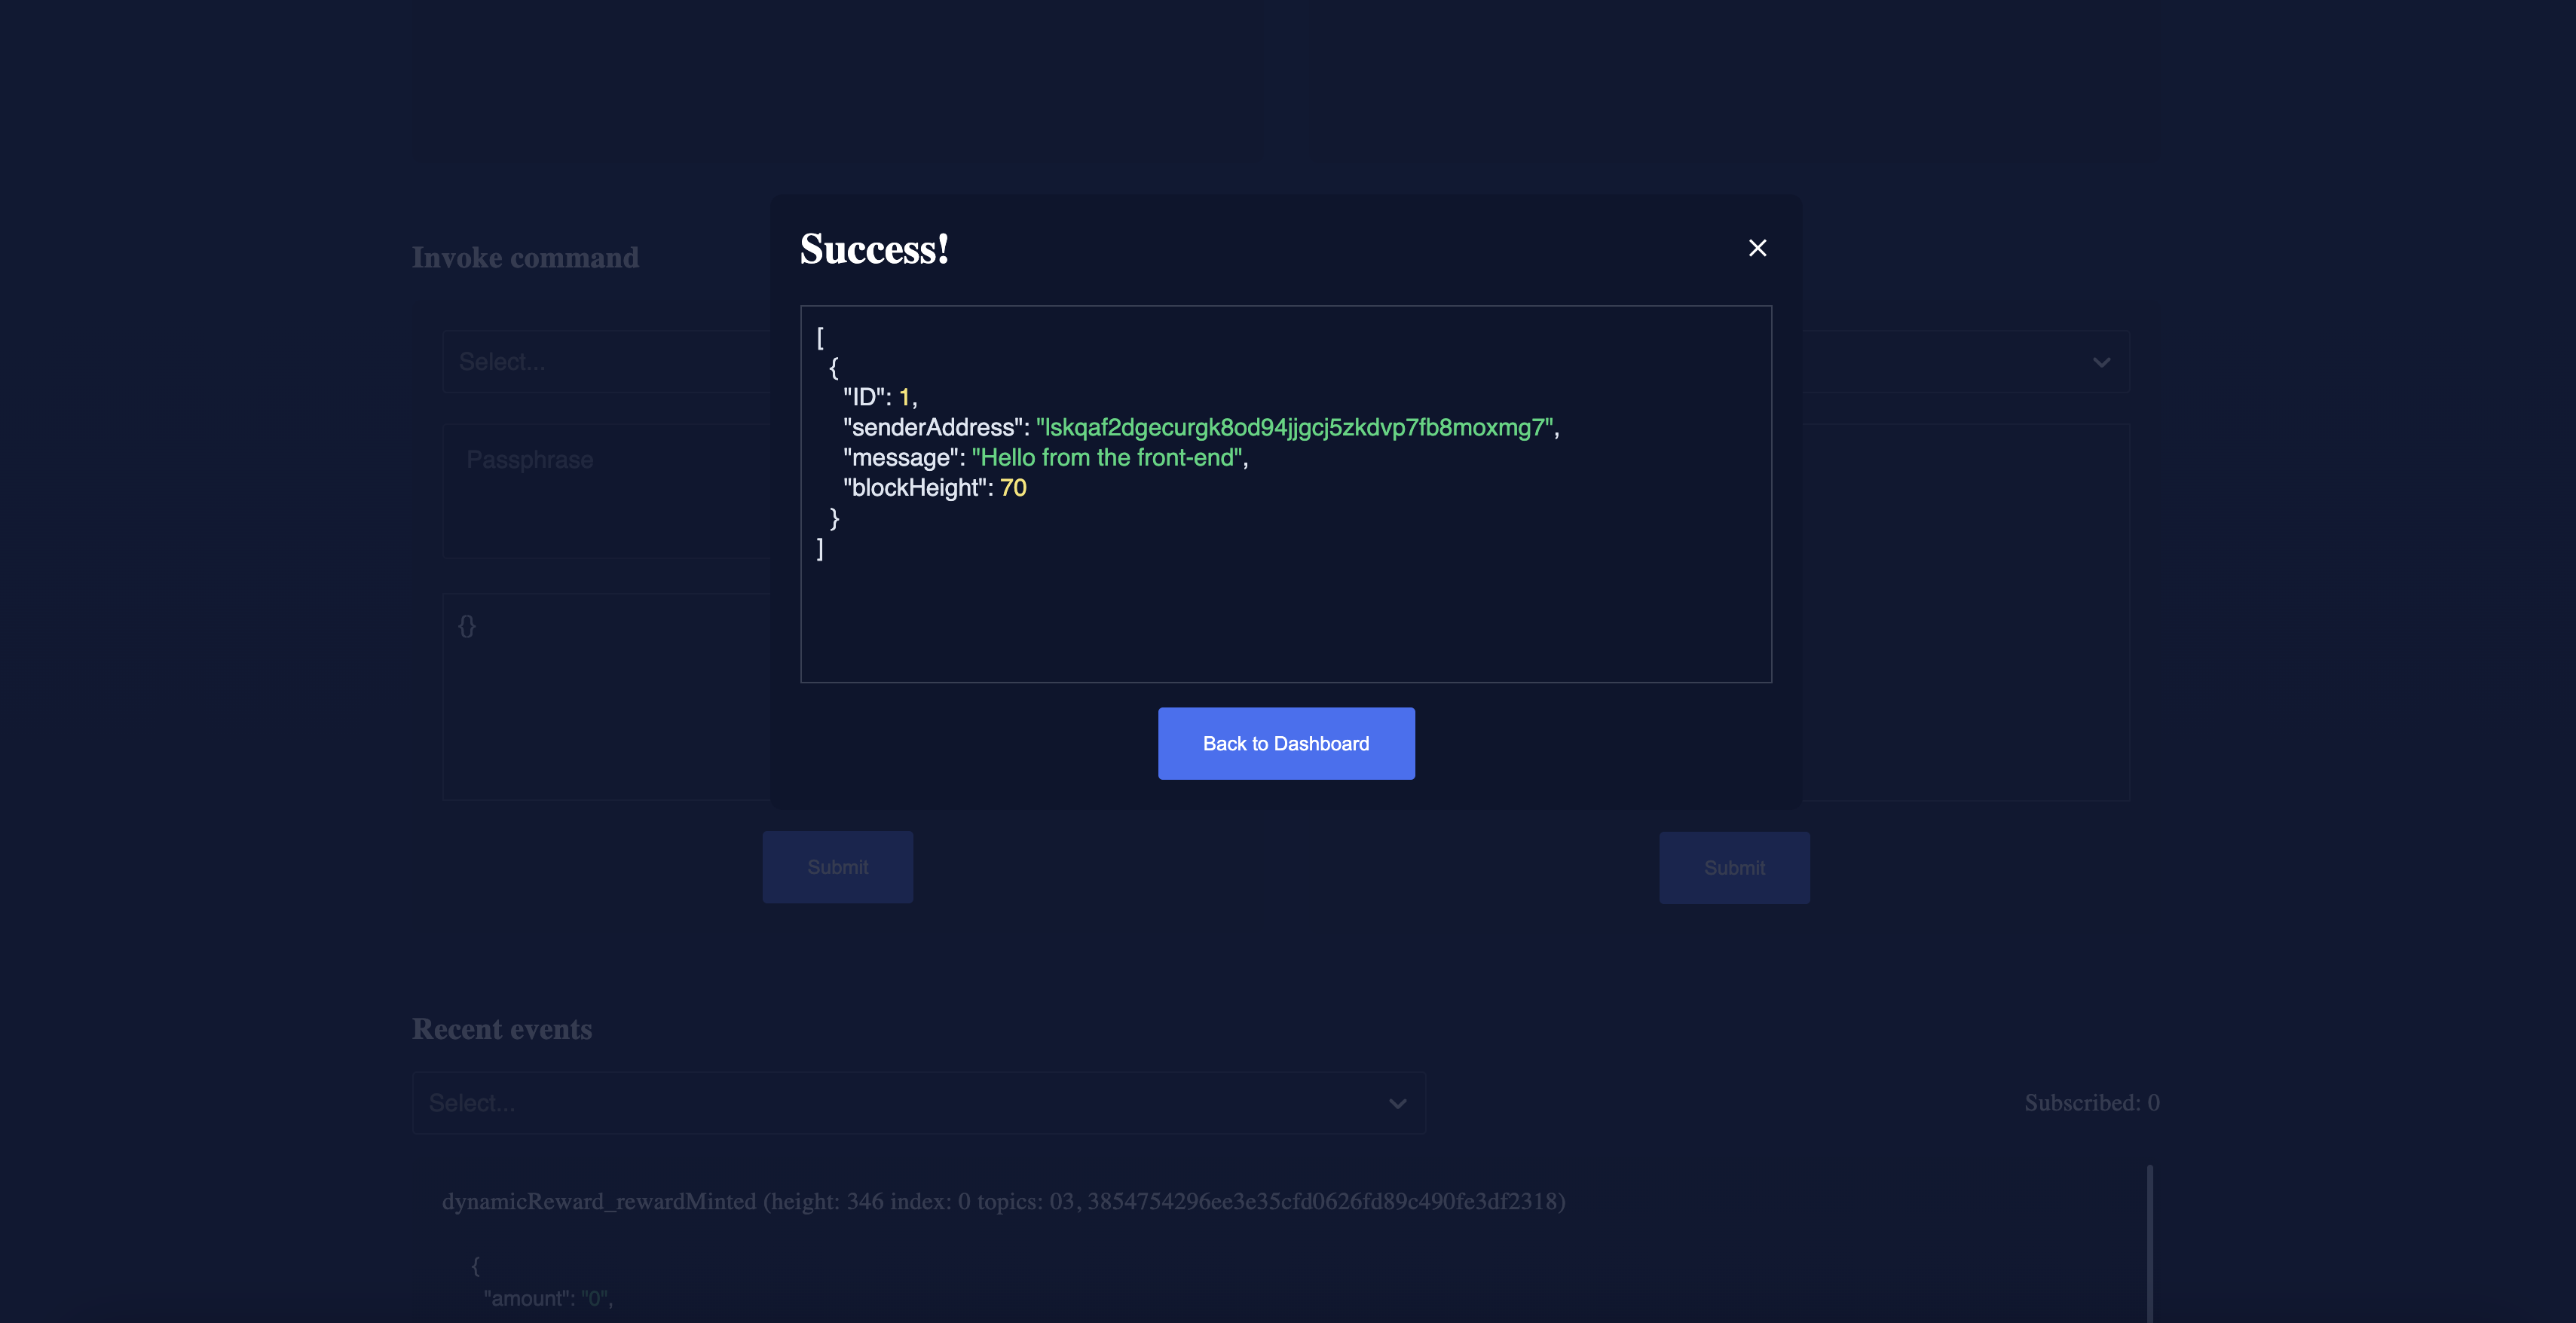 Success!
[
{
"ID": 1,
"senderAddress": "lskqaf2dgecurgk8od94jjgcj5zkdvp7fb8moxmg7",
"message": "Hello from the front-end",
"blockHeight": 70
}
]
Back to Dashboard
Invoke command
Select...
Passphrase
{}
Submit
Submit
Recent events
Select...
Subscribed: 0
dynamicReward_rewardMinted (height: 346 index: 0 topics: 03, 3854754296ee3e35cfd0626fd89c490fe3df2318)
{
"amount": "0",